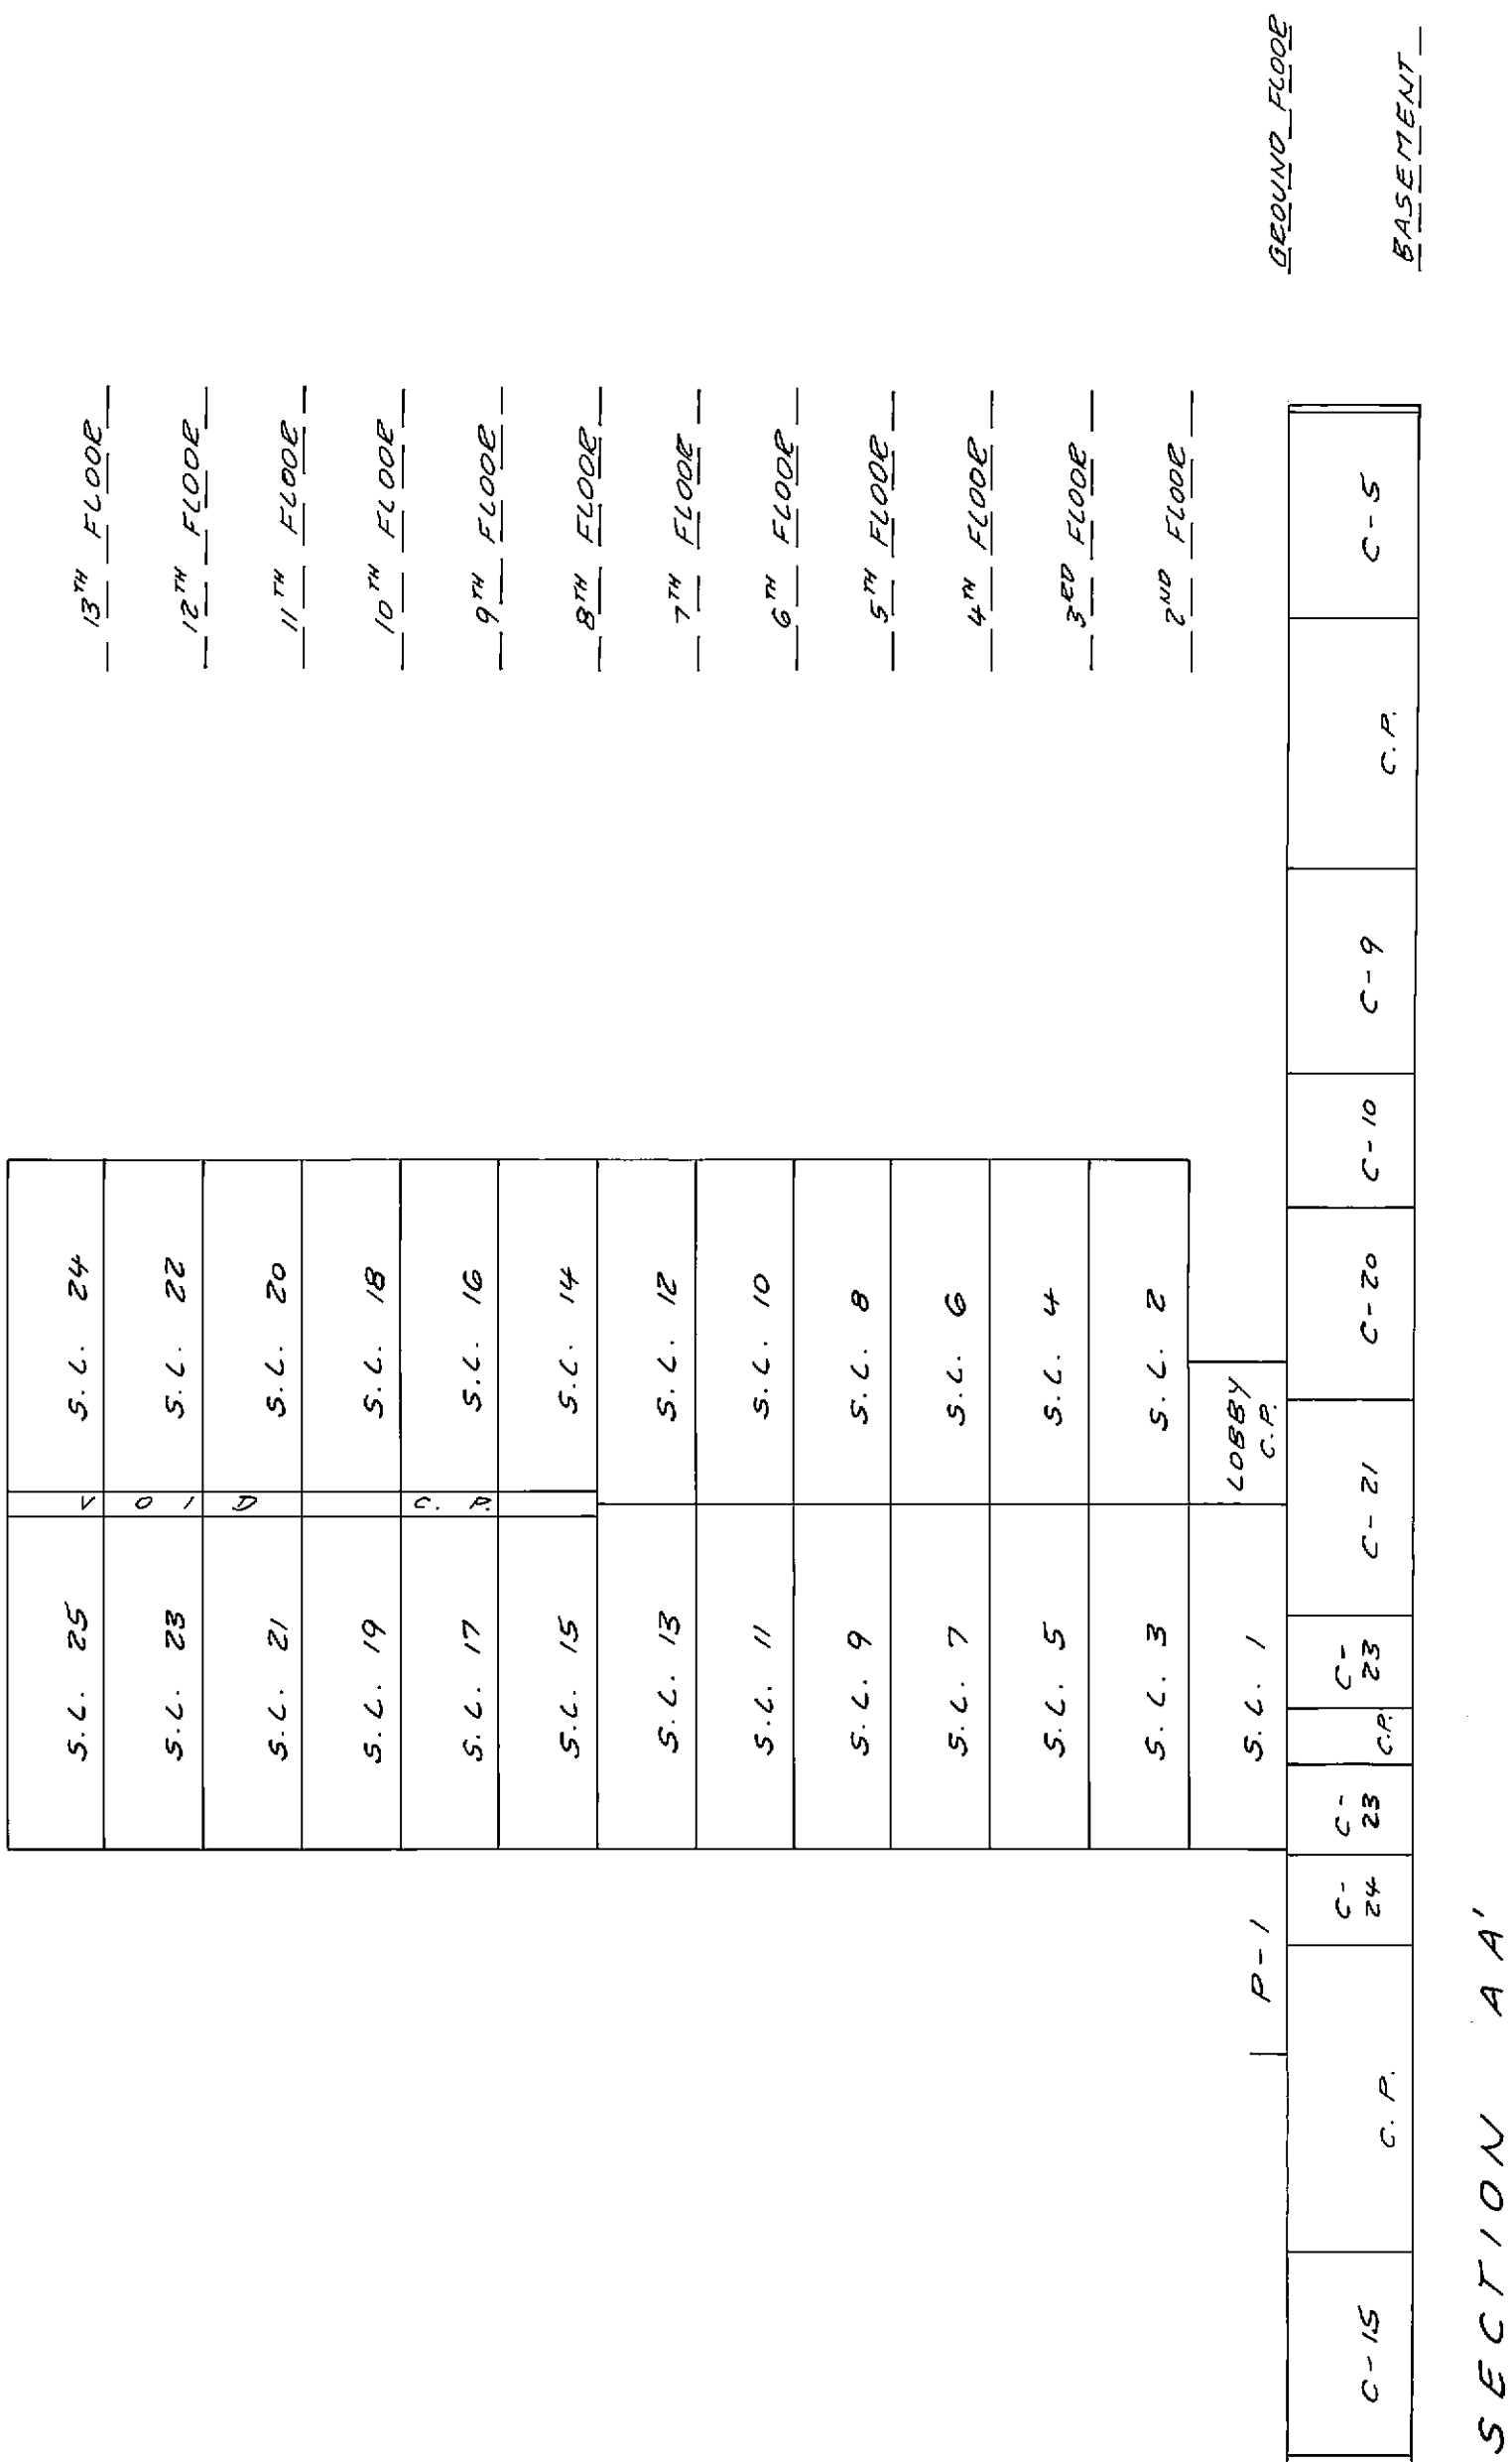 S.L. 25 VOID S.L. 24 13TH FLOOR
S.L. 23 S.L. 22 12TH FLOOR
S.L. 21 S.L. 20 11TH FLOOR
S.L. 19 S.L. 18 10TH FLOOR
S.L. 17 C.P. S.L. 16 9TH FLOOR
S.L. 15 S.L. 14 8TH FLOOR
S.L. 13 S.L. 12 7TH FLOOR
S.L. 11 S.L. 10 6TH FLOOR
S.L. 9 S.L. 8 5TH FLOOR
S.L. 7 S.L. 6 4TH FLOOR
S.L. 5 S.L. 4 3RD FLOOR
S.L. 3 S.L. 2 2ND FLOOR
P-1 S.L. 1 LOBBY C.P. GROUND FLOOR
C-15 C.P. C-24 C-23 C.P. C-23 C-21 C-20 C-10 C-9 C.P. C-5 BASEMENT
SECTION AA'